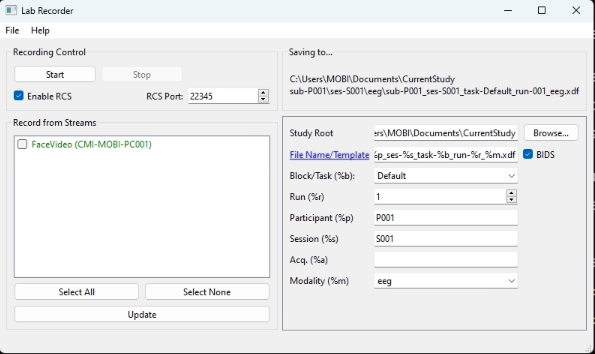 Lab Recorder
File Help
Recording Control
Start Stop
Enable RCS RCS Port: 22345
Record from Streams
FaceVideo (CMI-MOBI-PC001)
Select All Select None
Update
Saving to...
C:\Users\MOBI\Documents\CurrentStudy
sub-P001\ses-S001\eeg\sub-P001_ses-S001_task-Default_run-001_eeg.xdf
Study Root ers\MOBI\Documents\CurrentStudy Browse...
File Name/Template %p_ses-%s_task-%b_run-%r_%m.xdf BIDS
Block/Task (%b): Default
Run (%r) 1
Participant (%p) P001
Session (%s) S001
Acq. (%a)
Modality (%m) eeg